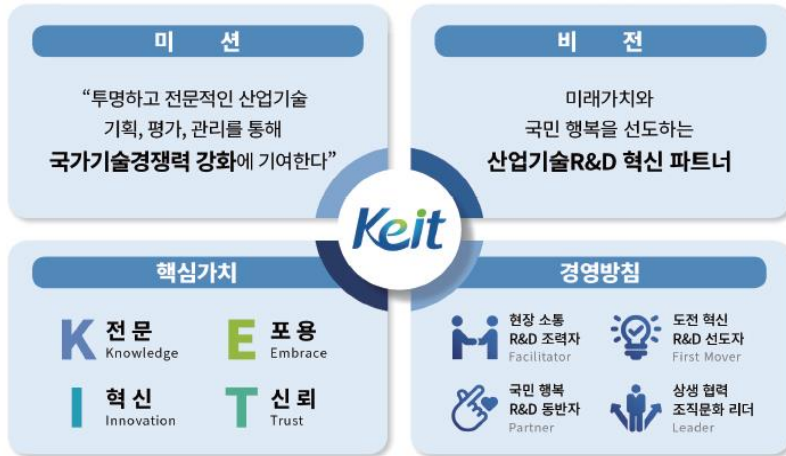 미 션
“투명하고 전문적인 산업기술
기획, 평가, 관리를 통해
국가기술경쟁력 강화에 기여한다”
비 전
미래가치와
국민 행복을 선도하는
산업기술R&D 혁신 파트너
Keit
핵심가치
K 전 문
Knowledge
E 포 용
Embrace
I 혁 신
Innovation
T 신 뢰
Trust
경영방침
현장 소통
R&D 조력자
Facilitator
도전 혁신
R&D 선도자
First Mover
국민 행복
R&D 동반자
Partner
상생 협력
조직문화 리더
Leader